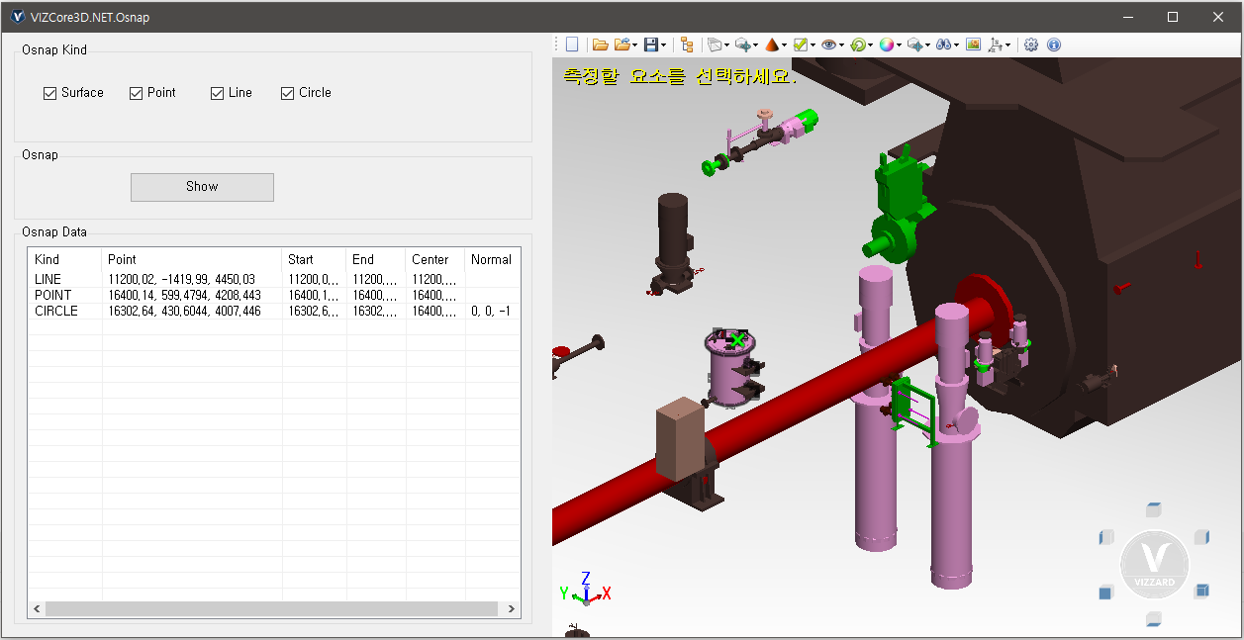 VIZCore3D.NET.Osnap
Osnap Kind
Surface Point Line Circle
Osnap
Show
Osnap Data
Kind Point Start End Center Normal
LINE 11200,02, -1419,99, 4450,03 11200,0... 11200,... 11200,...
POINT 16400,14, 599,4794, 4208,443 16400,1... 16400,... 16400,...
CIRCLE 16302,64, 430,6044, 4007,446 16302,6... 16302,... 16400,... 0, 0, -1
측정할 요소를 선택하세요.
Z
Y X
V
VIZZARD